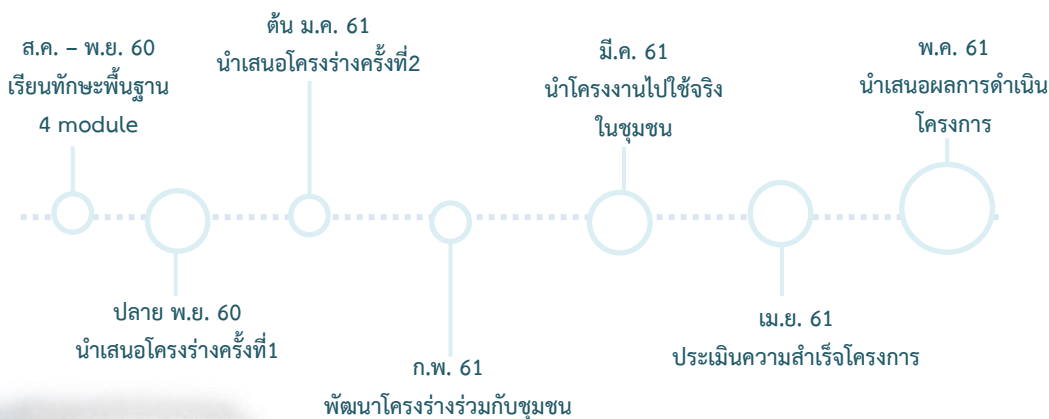 ส.ค. – พ.ย. 60
เรียนทักษะพื้นฐาน
4 module
ปลาย พ.ย. 60
นำเสนอโครงร่างครั้งที่1
ต้น ม.ค. 61
นำเสนอโครงร่างครั้งที่2
ก.พ. 61
พัฒนาโครงร่างร่วมกับชุมชน
มี.ค. 61
นำโครงงานไปใช้จริง
ในชุมชน
เม.ย. 61
ประเมินความสำเร็จโครงการ
พ.ค. 61
นำเสนอผลการดำเนิน
โครงการ